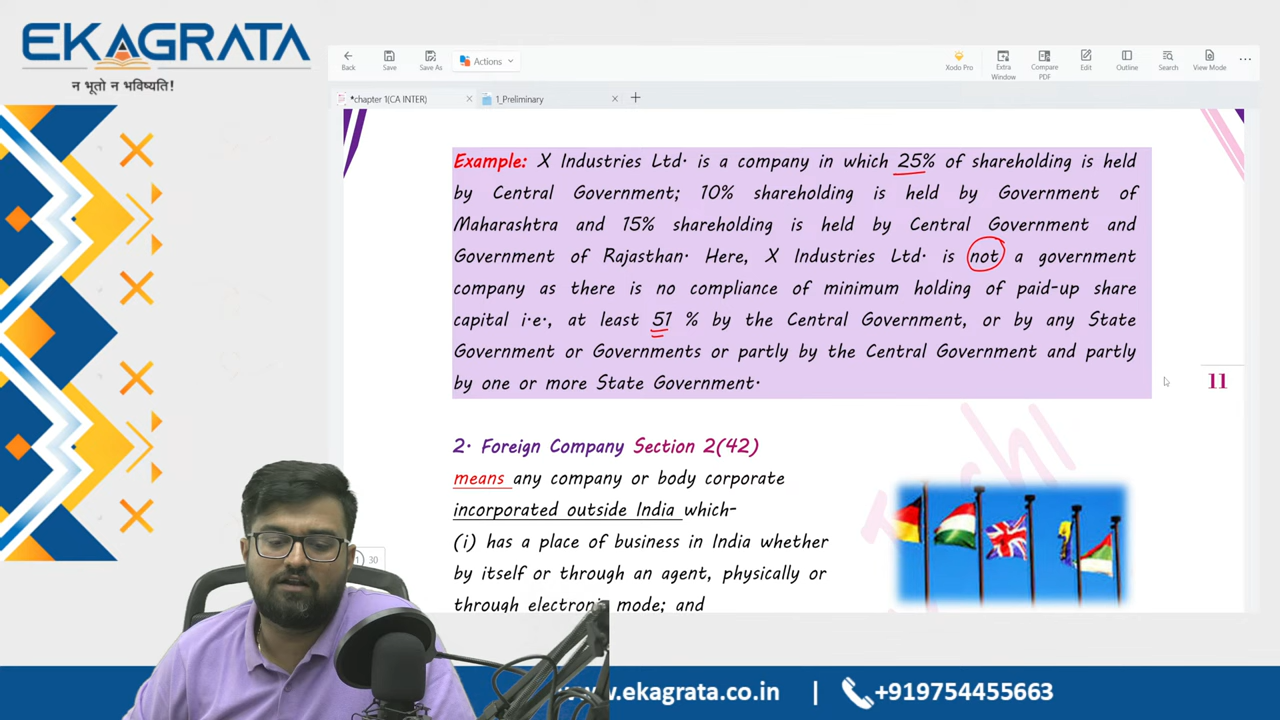 EKAGRATA
न भूतो न भविष्यति!
Back
Save
Save As
Actions
Xodo Pro
Extra Window
Compare PDF
Edit
Outline
Search
View Mode
*chapter 1(CA INTER)
1_Preliminary
Example: X Industries Ltd. is a company in which 25% of shareholding is held
by Central Government; 10% shareholding is held by Government of
Maharashtra and 15% shareholding is held by Central Government and
Government of Rajasthan. Here, X Industries Ltd. is not a government
company as there is no compliance of minimum holding of paid-up share
capital i.e., at least 51 % by the Central Government, or by any State
Government or Governments or partly by the Central Government and partly
by one or more State Government.
11
2. Foreign Company Section 2(42)
means any company or body corporate
incorporated outside India which-
(i) has a place of business in India whether
by itself or through an agent, physically or
through electronic mode; and
30
www.ekagrata.co.in | +919754455663